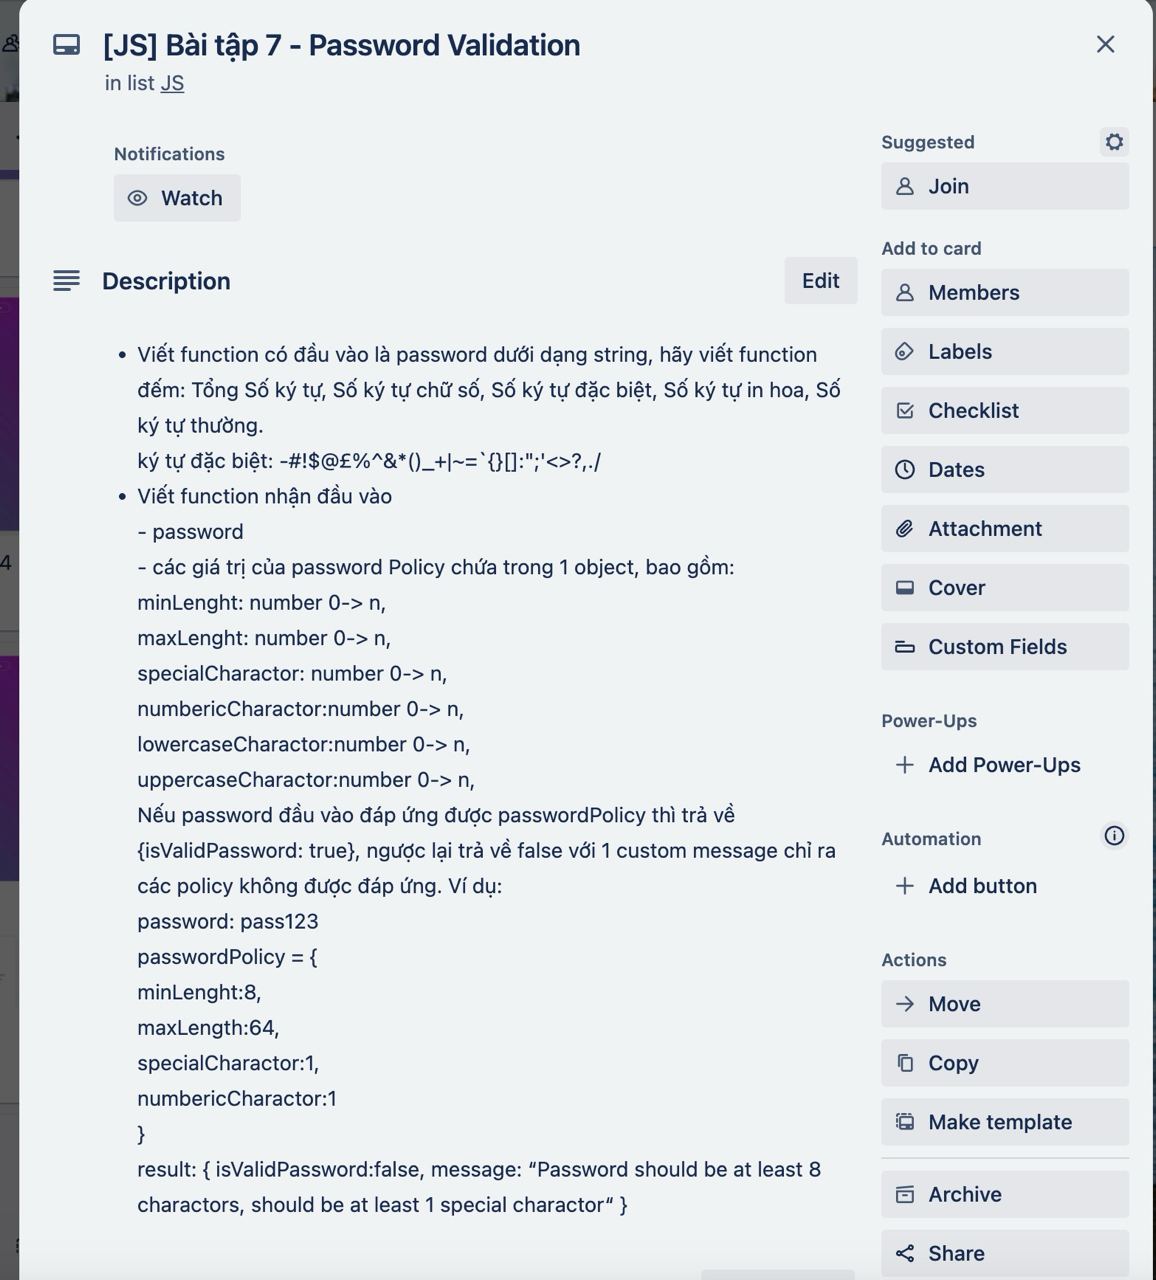 [JS] Bài tập 7 - Password Validation
in list JS
Notifications
Watch
Description
Edit
• Viết function có đầu vào là password dưới dạng string, hãy viết function
đếm: Tổng Số ký tự, Số ký tự chữ số, Số ký tự đặc biệt, Số ký tự in hoa, Số
ký tự thường.
ký tự đặc biệt: -#!$@£%^&*()_+|~=`{}[]:";'<>?,./
• Viết function nhận đầu vào
- password
- các giá trị của password Policy chứa trong 1 object, bao gồm:
minLenght: number 0-> n,
maxLenght: number 0-> n,
specialCharactor: number 0-> n,
numbericCharactor:number 0-> n,
lowercaseCharactor:number 0-> n,
uppercaseCharactor:number 0-> n,
Nếu password đầu vào đáp ứng được passwordPolicy thì trả về
{isValidPassword: true}, ngược lại trả về false với 1 custom message chỉ ra
các policy không được đáp ứng. Ví dụ:
password: pass123
passwordPolicy = {
minLenght:8,
maxLength:64,
specialCharactor:1,
numbericCharactor:1
}
result: { isValidPassword:false, message: “Password should be at least 8
charactors, should be at least 1 special charactor“ }
Suggested
Join
Add to card
Members
Labels
Checklist
Dates
Attachment
Cover
Custom Fields
Power-Ups
+ Add Power-Ups
Automation
+ Add button
Actions
Move
Copy
Make template
Archive
Share
4